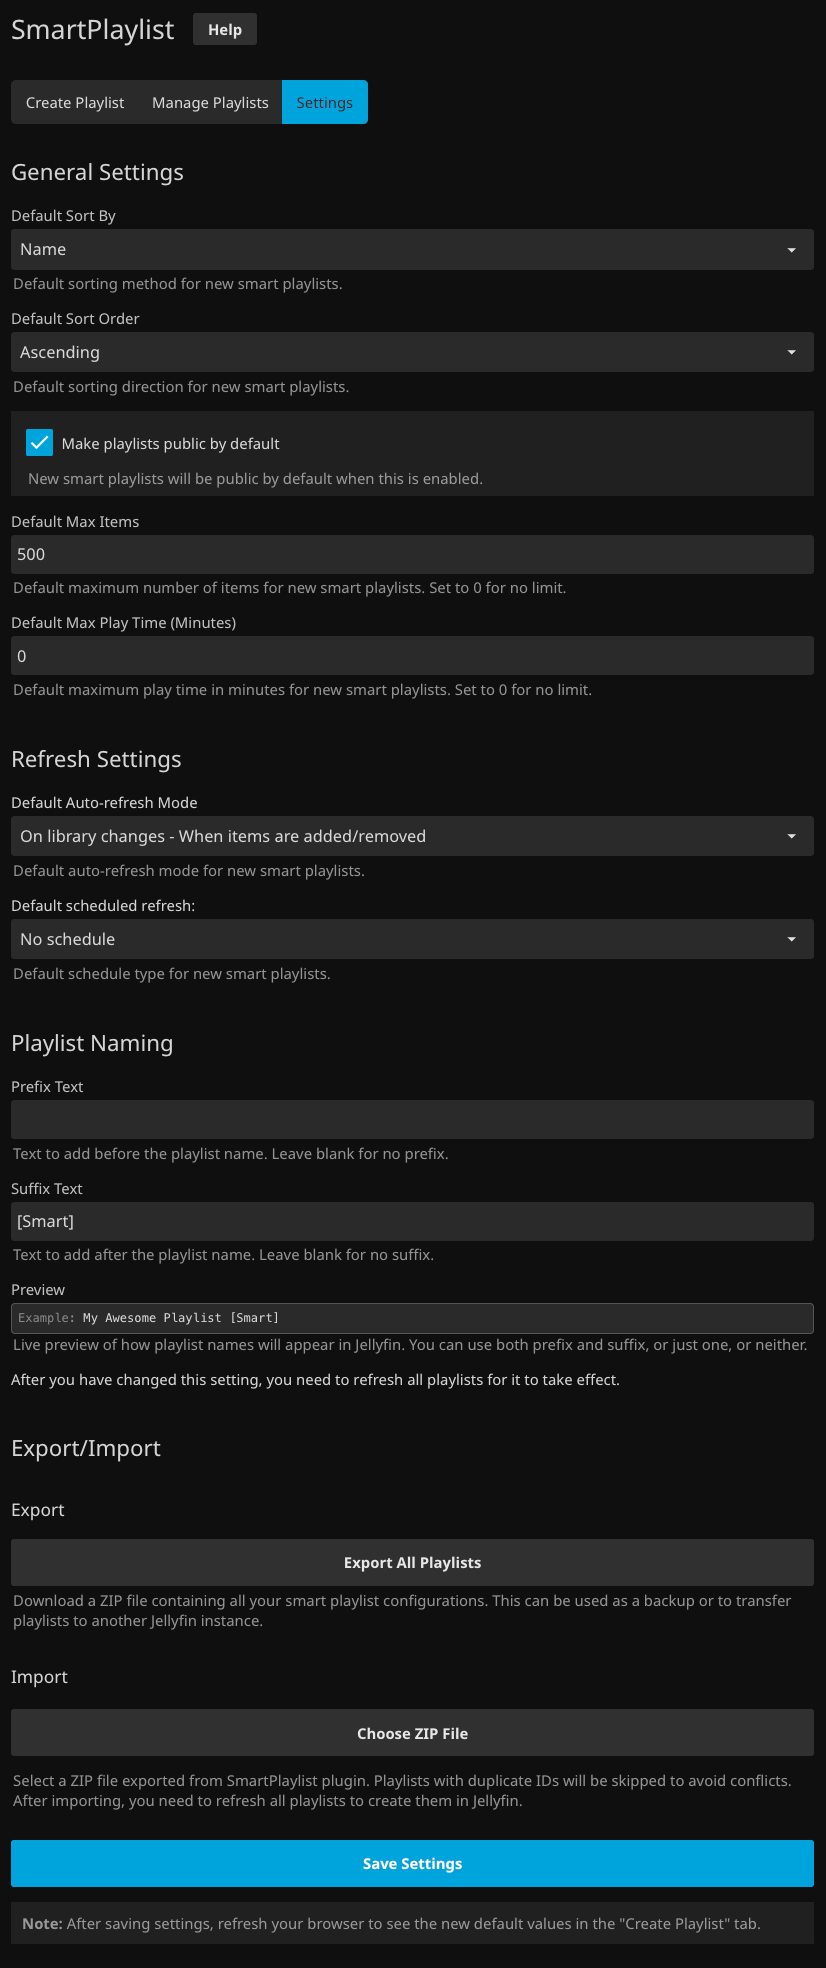 SmartPlaylist Help
Create Playlist Manage Playlists Settings
General Settings
Default Sort By
Name
Default sorting method for new smart playlists.
Default Sort Order
Ascending
Default sorting direction for new smart playlists.
Make playlists public by default
New smart playlists will be public by default when this is enabled.
Default Max Items
500
Default maximum number of items for new smart playlists. Set to 0 for no limit.
Default Max Play Time (Minutes)
0
Default maximum play time in minutes for new smart playlists. Set to 0 for no limit.
Refresh Settings
Default Auto-refresh Mode
On library changes - When items are added/removed
Default auto-refresh mode for new smart playlists.
Default scheduled refresh:
No schedule
Default schedule type for new smart playlists.
Playlist Naming
Prefix Text
Text to add before the playlist name. Leave blank for no prefix.
Suffix Text
[Smart]
Text to add after the playlist name. Leave blank for no suffix.
Preview
Example: My Awesome Playlist [Smart]
Live preview of how playlist names will appear in Jellyfin. You can use both prefix and suffix, or just one, or neither.
After you have changed this setting, you need to refresh all playlists for it to take effect.
Export/Import
Export
Export All Playlists
Download a ZIP file containing all your smart playlist configurations. This can be used as a backup or to transfer
playlists to another Jellyfin instance.
Import
Choose ZIP File
Select a ZIP file exported from SmartPlaylist plugin. Playlists with duplicate IDs will be skipped to avoid conflicts.
After importing, you need to refresh all playlists to create them in Jellyfin.
Save Settings
Note: After saving settings, refresh your browser to see the new default values in the "Create Playlist" tab.